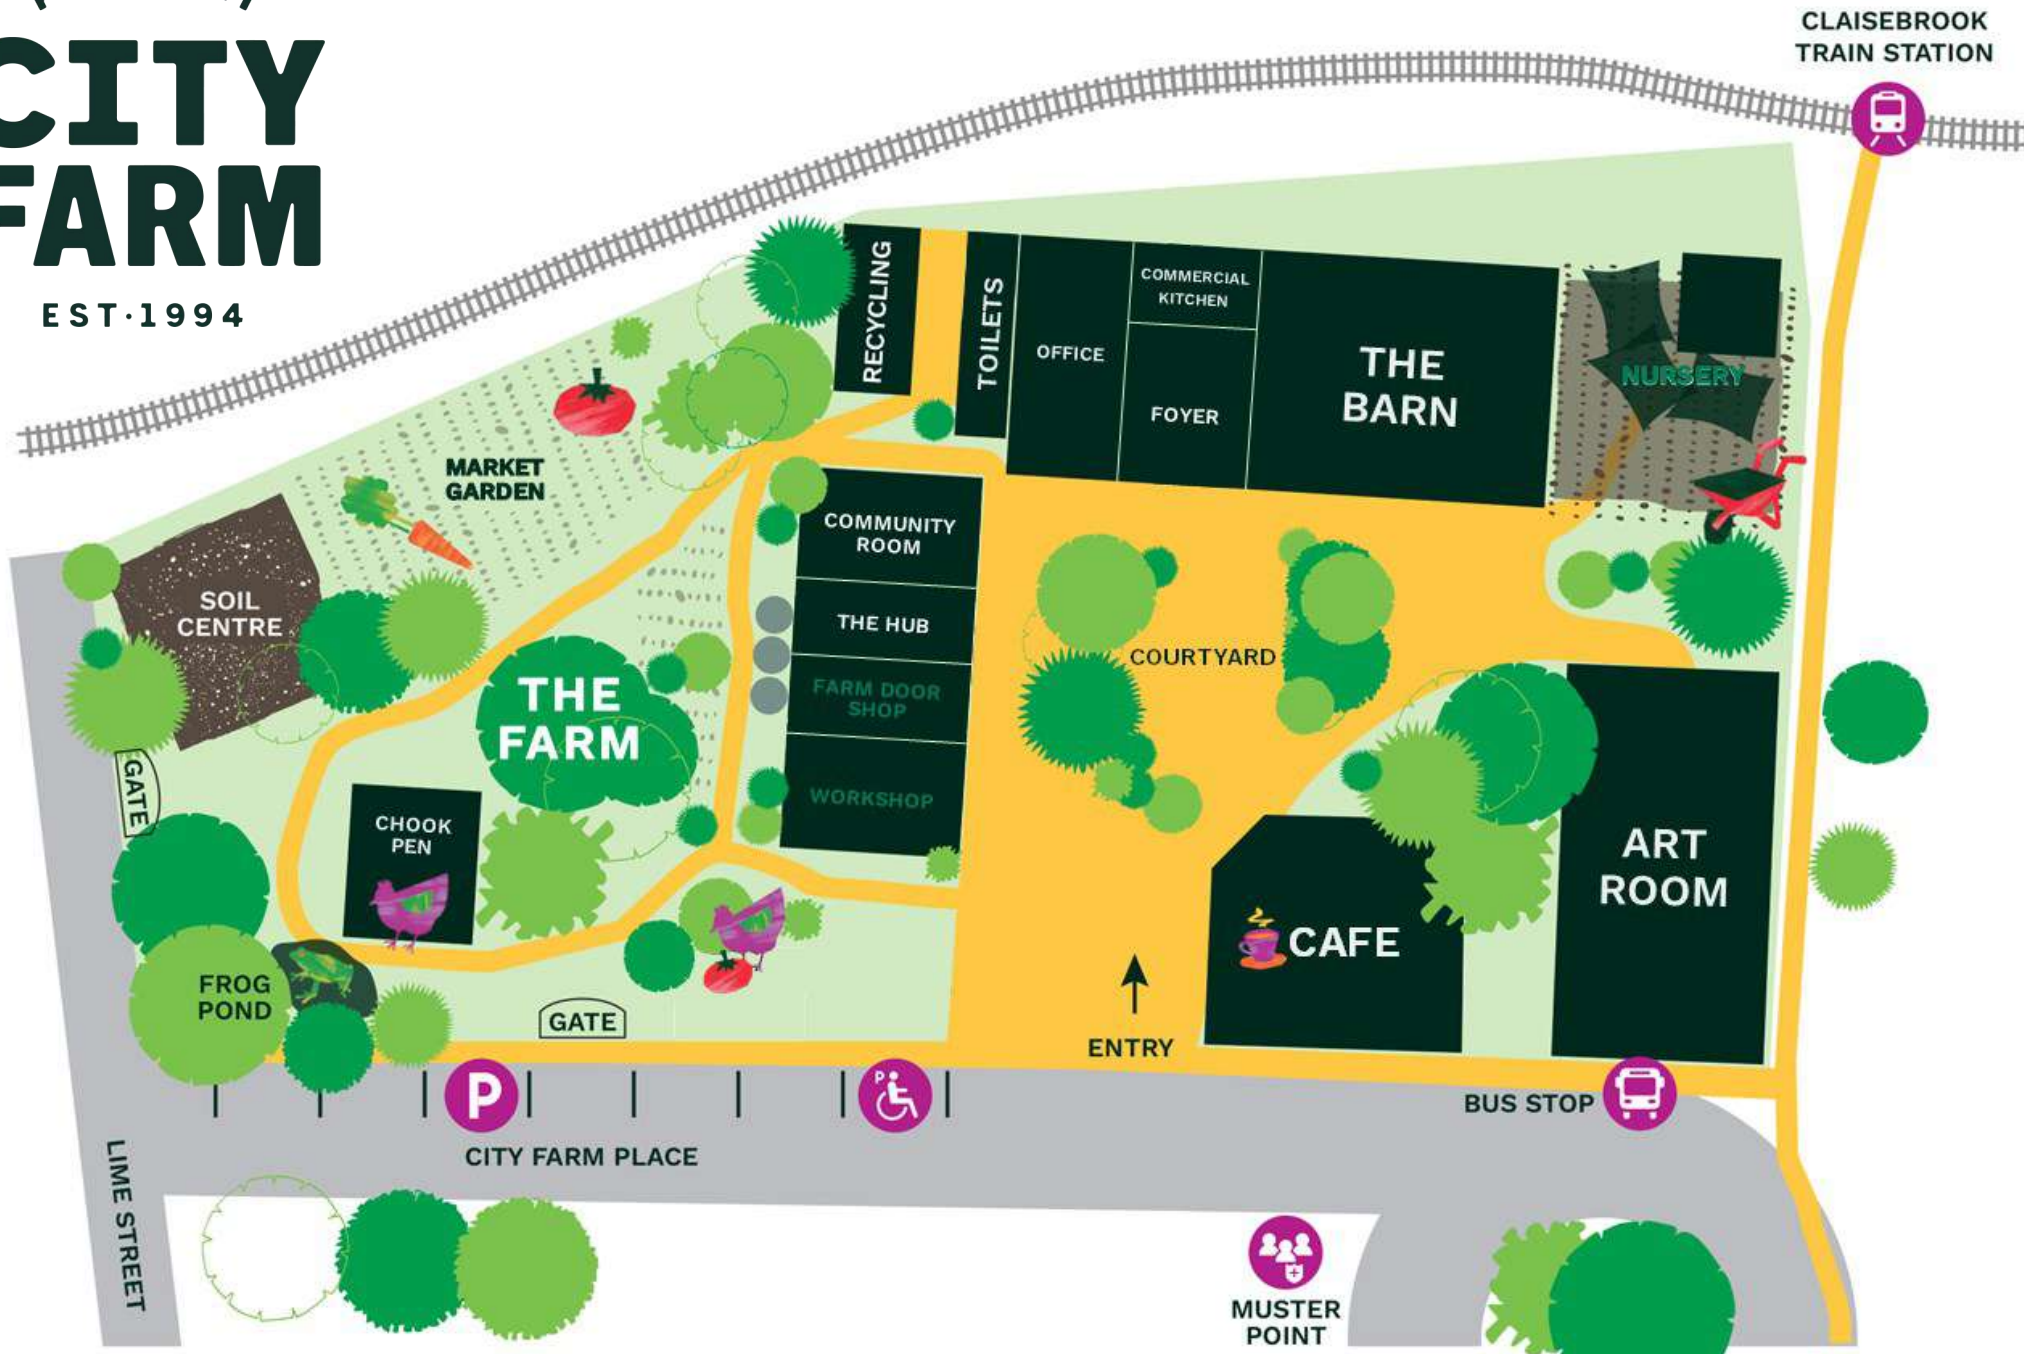 CITY
FARM
EST·1994
CLAISEBROOK
TRAIN STATION
RECYCLING
TOILETS
OFFICE
COMMERCIAL
KITCHEN
FOYER
THE
BARN
NURSERY
MARKET
GARDEN
SOIL
CENTRE
COMMUNITY
ROOM
THE HUB
FARM DOOR
SHOP
WORKSHOP
COURTYARD
THE
FARM
GATE
CHOOK
PEN
ART
ROOM
CAFE
FROG
POND
GATE
ENTRY
P
P
BUS STOP
CITY FARM PLACE
LIME STREET
MUSTER
POINT